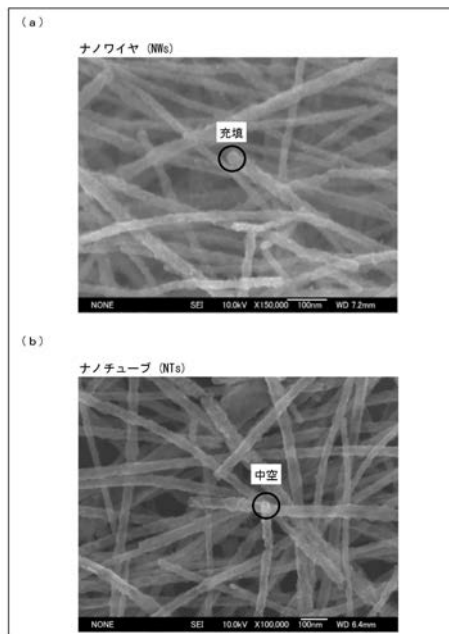 (a)
ナノワイヤ (NWs)
充填
NONE SEI 10.0kV X150,000 100nm WD 7.2mm
(b)
ナノチューブ (NTs)
中空
NONE SEI 10.0kV X100,000 100nm WD 6.4mm